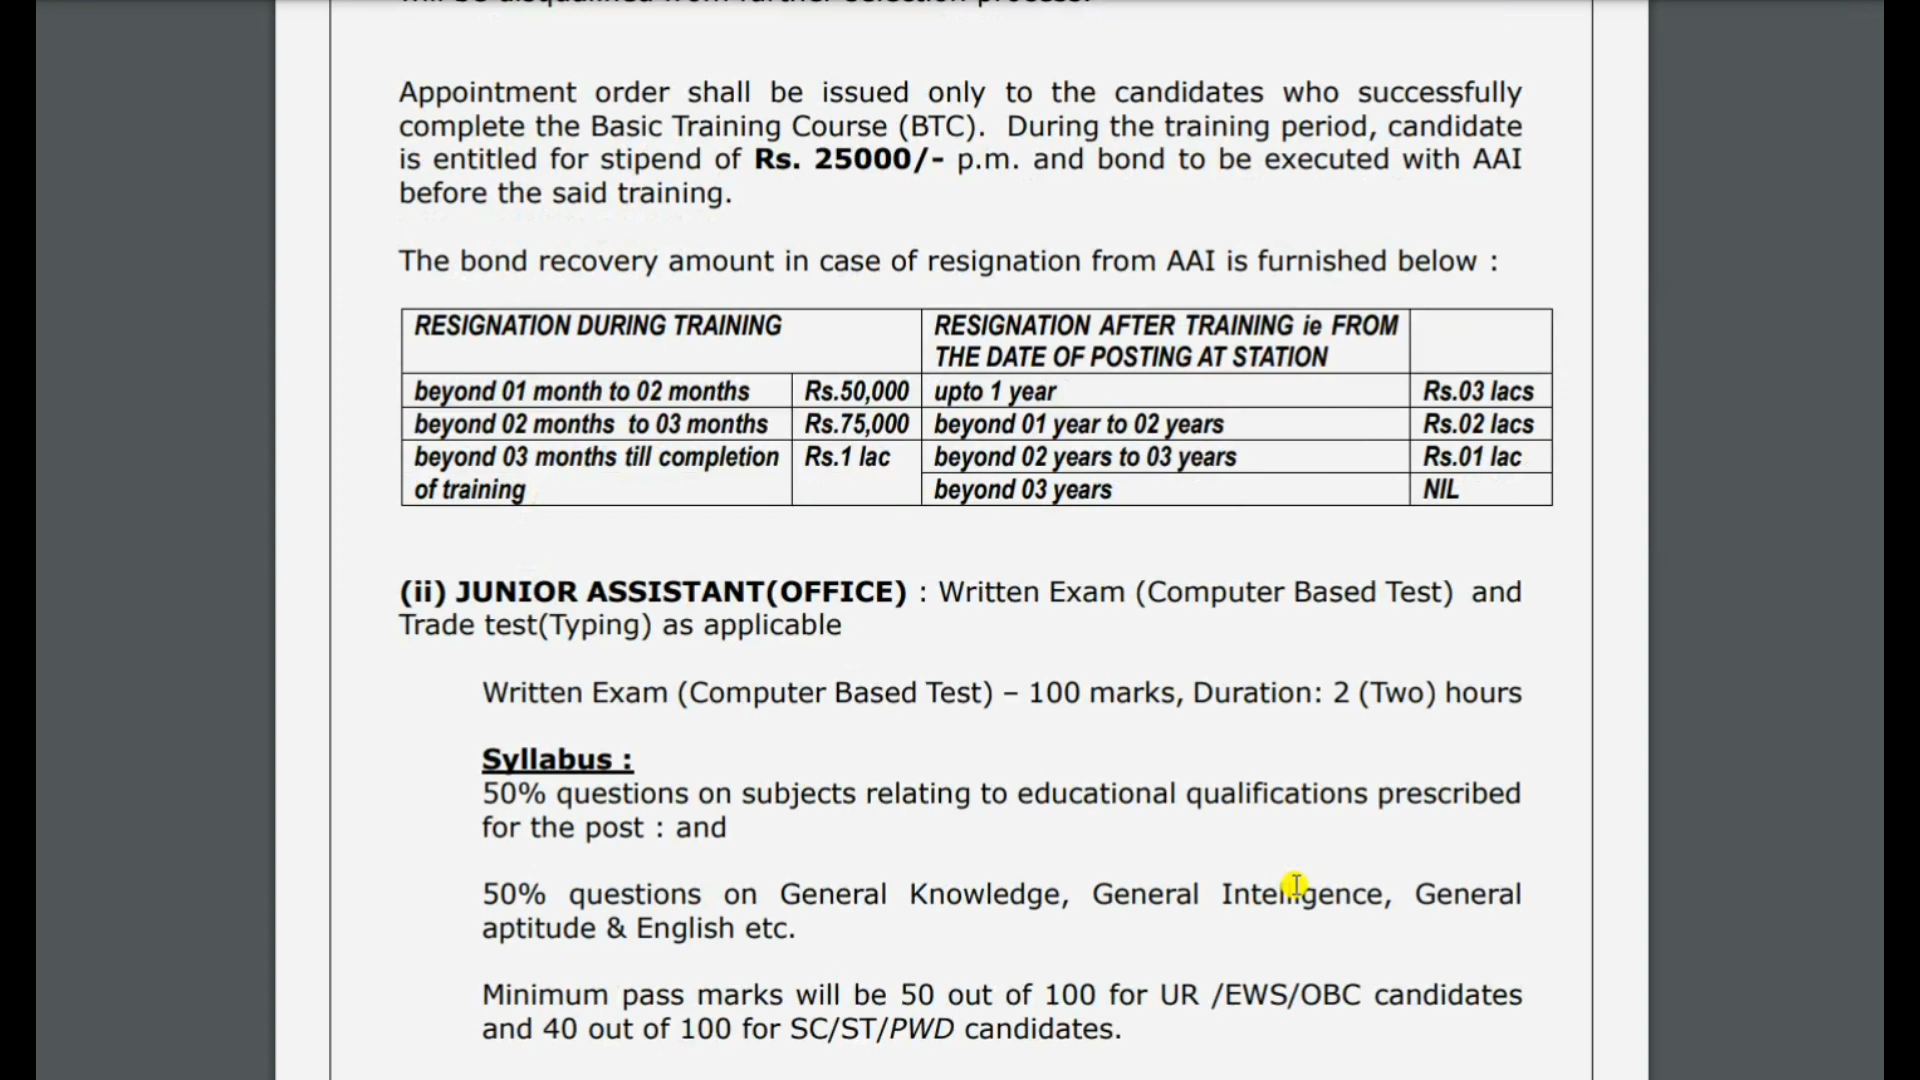 will be disqualified from further selection process.
Appointment order shall be issued only to the candidates who successfully
complete the Basic Training Course (BTC). During the training period, candidate
is entitled for stipend of Rs. 25000/- p.m. and bond to be executed with AAI
before the said training.
The bond recovery amount in case of resignation from AAI is furnished below :
RESIGNATION DURING TRAINING RESIGNATION AFTER TRAINING ie FROM
THE DATE OF POSTING AT STATION
beyond 01 month to 02 months Rs.50,000 upto 1 year Rs.03 lacs
beyond 02 months to 03 months Rs.75,000 beyond 01 year to 02 years Rs.02 lacs
beyond 03 months till completion Rs.1 lac beyond 02 years to 03 years Rs.01 lac
of training beyond 03 years NIL
(ii) JUNIOR ASSISTANT(OFFICE) : Written Exam (Computer Based Test) and
Trade test(Typing) as applicable
Written Exam (Computer Based Test) – 100 marks, Duration: 2 (Two) hours
Syllabus :
50% questions on subjects relating to educational qualifications prescribed
for the post : and
50% questions on General Knowledge, General Intelligence, General
aptitude & English etc.
Minimum pass marks will be 50 out of 100 for UR /EWS/OBC candidates
and 40 out of 100 for SC/ST/PWD candidates.